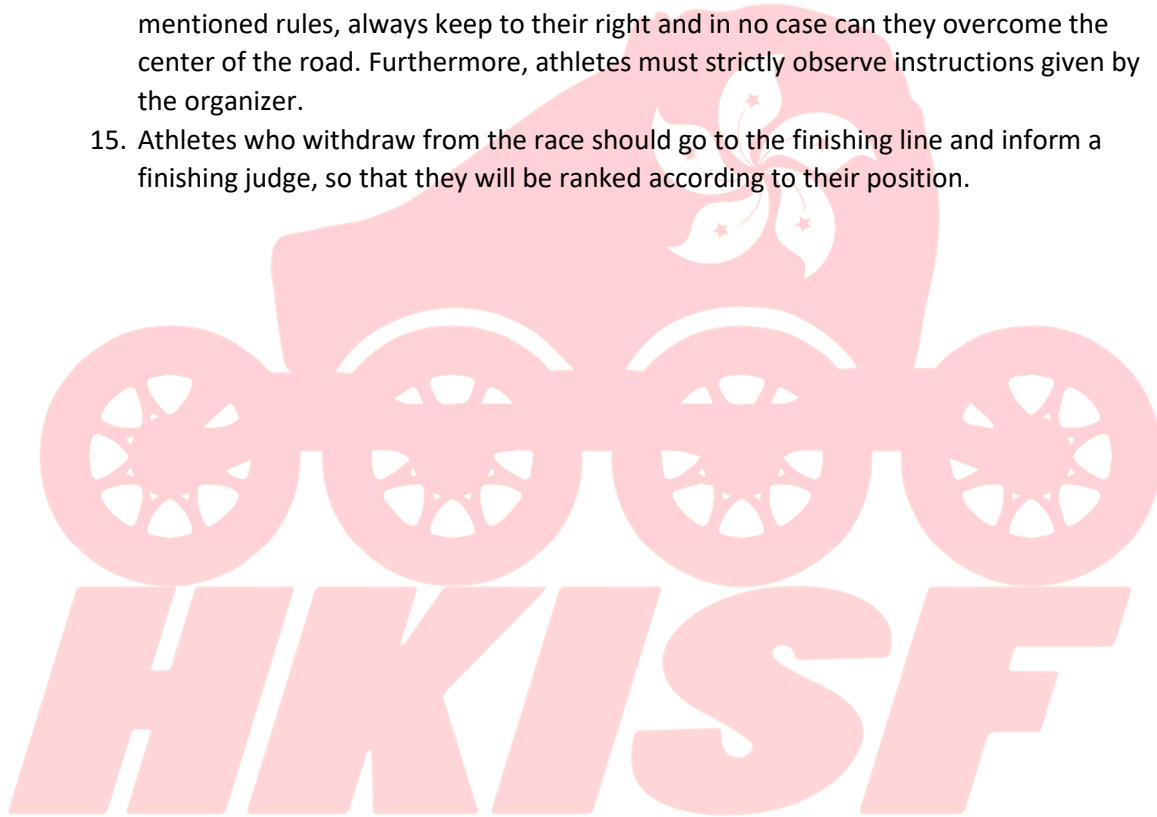 mentioned rules, always keep to their right and in no case can they overcome the
center of the road. Furthermore, athletes must strictly observe instructions given by
the organizer.
15. Athletes who withdraw from the race should go to the finishing line and inform a
finishing judge, so that they will be ranked according to their position.
HKISF